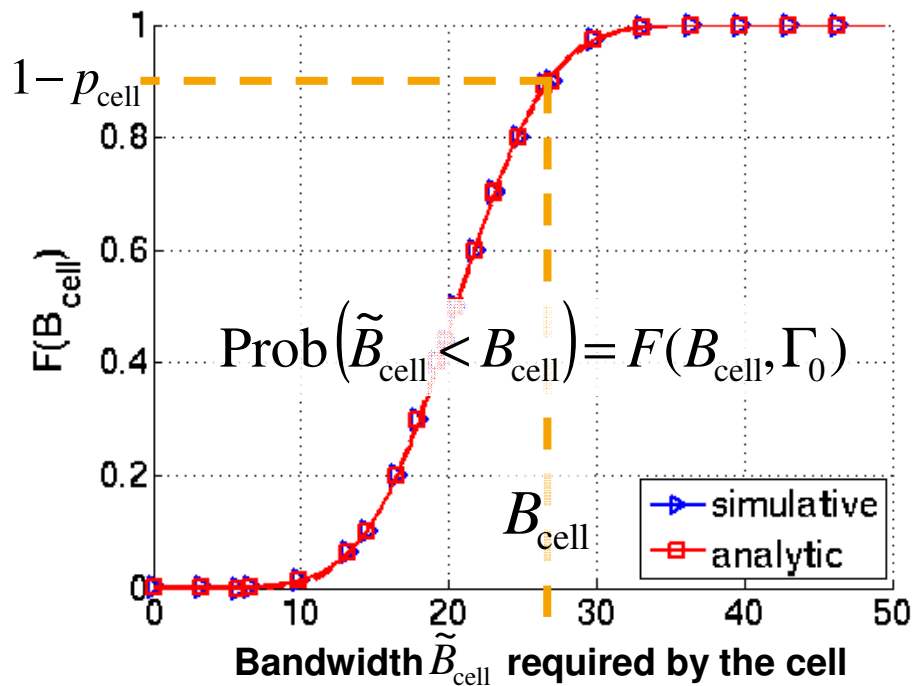 1
1−p_cell
0.8
0.6
F(B_cell)
Prob(B̃_cell < B_cell) = F(B_cell, Γ₀)
0.4
0.2
B_cell
simulative
analytic
0
0 10 20 30 40 50
Bandwidth B̃_cell required by the cell